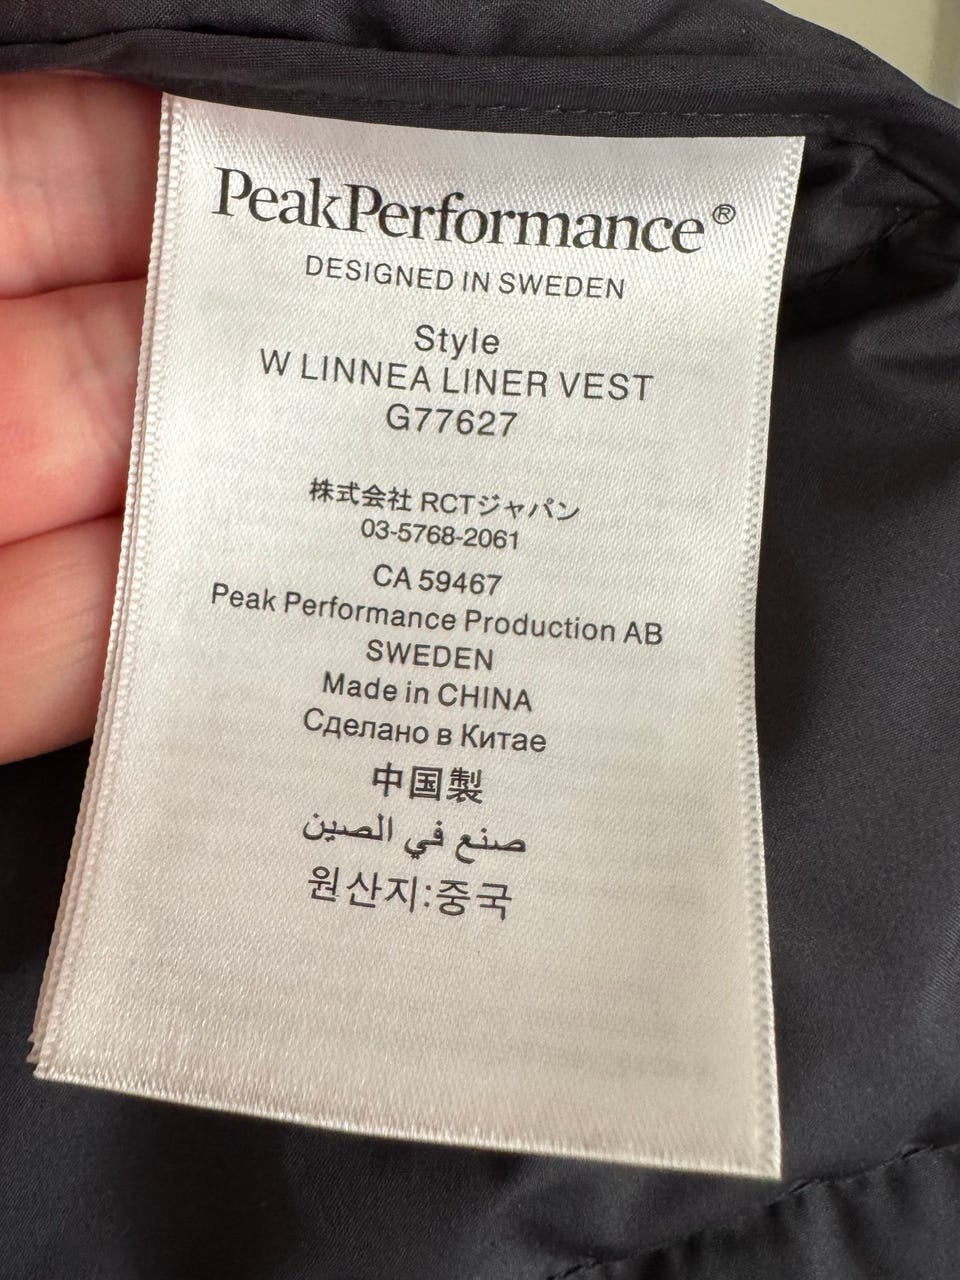 PeakPerformance®
DESIGNED IN SWEDEN
Style
W LINNEA LINER VEST
G77627
株式会社 RCTジャパン
03-5768-2061
CA 59467
Peak Performance Production AB
SWEDEN
Made in CHINA
Сделано в Китае
中国製
صنع في الصين
원산지:중국